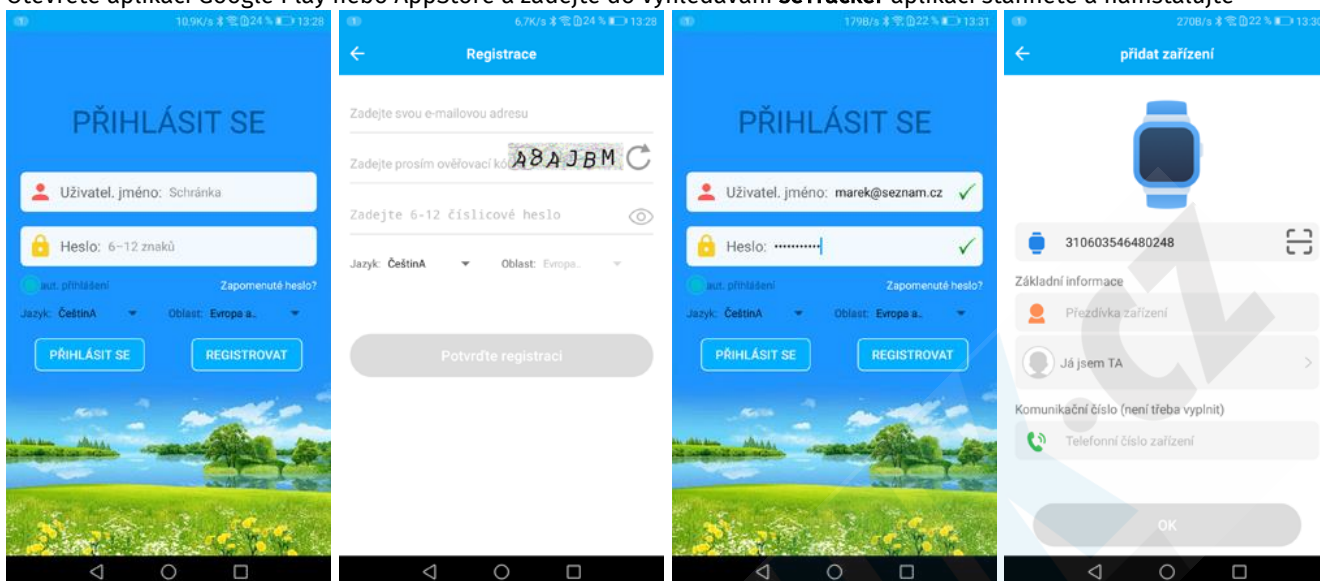 Otevřete aplikaci Google Play nebo AppStore a zadejte do vyhledávání SeTracker aplikaci stáhněte a nainstalujte
10,9K/s 24 % 13:28
PŘIHLÁSIT SE
Uživatel. jméno: Schránka
Heslo: 6-12 znaků
aut. přihlášení
Zapomenuté heslo?
Jazyk: ČeštinA
Oblast: Evropa a..
PŘIHLÁSIT SE
REGISTROVAT
6,7K/s 24 % 13:28
Registrace
Zadejte svou e-mailovou adresu
Zadejte prosím ověřovací kó
A8AJBM
Zadejte 6-12 číslicové heslo
Jazyk: ČeštinA
Oblast: Evropa..
Potvrďte registraci
179B/s 22 % 13:31
PŘIHLÁSIT SE
Uživatel. jméno: marek@seznam.cz
Heslo: ···········
aut. přihlášení
Zapomenuté heslo?
Jazyk: ČeštinA
Oblast: Evropa a..
PŘIHLÁSIT SE
REGISTROVAT
270B/s 22 % 13:30
přidat zařízení
310603546480248
Základní informace
Přezdívka zařízení
Já jsem TA
Komunikační číslo (není třeba vyplnit)
Telefonní číslo zařízení
OK
.cz